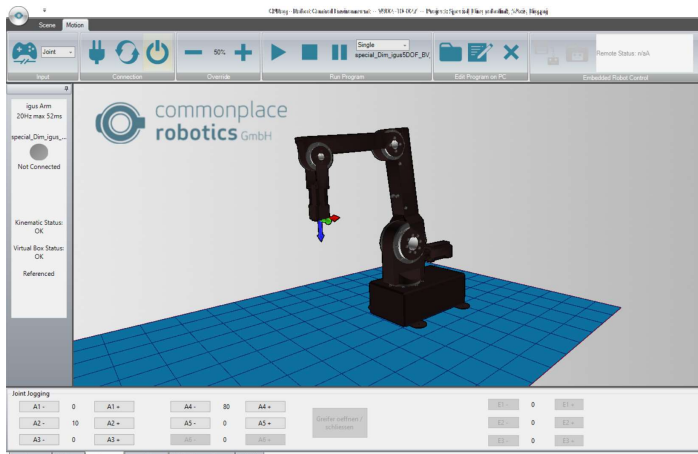 Scene Motion
Joint
50%
Single
special_Dim_igus5DOF_BV
Remote Status: n/aA
Input
Connection
Override
Run Program
Edit Program on PC
Embedded Robot Control
igus Arm
20Hz max 52ms
special_Dim_igus_...
Not Connected
Kinematic Status:
OK
Virtual Box Status:
OK
Referenced
commonplace
robotics GmbH
Joint Jogging
A1 - 0 A1 + A4 - 80 A4 + E1 - 0 E1 +
A2 - 10 A2 + A5 - 0 A5 + E2 - 0 E2 +
A3 - 0 A3 + A6 - 0 A6 + E3 - 0 E3 +
schliessen